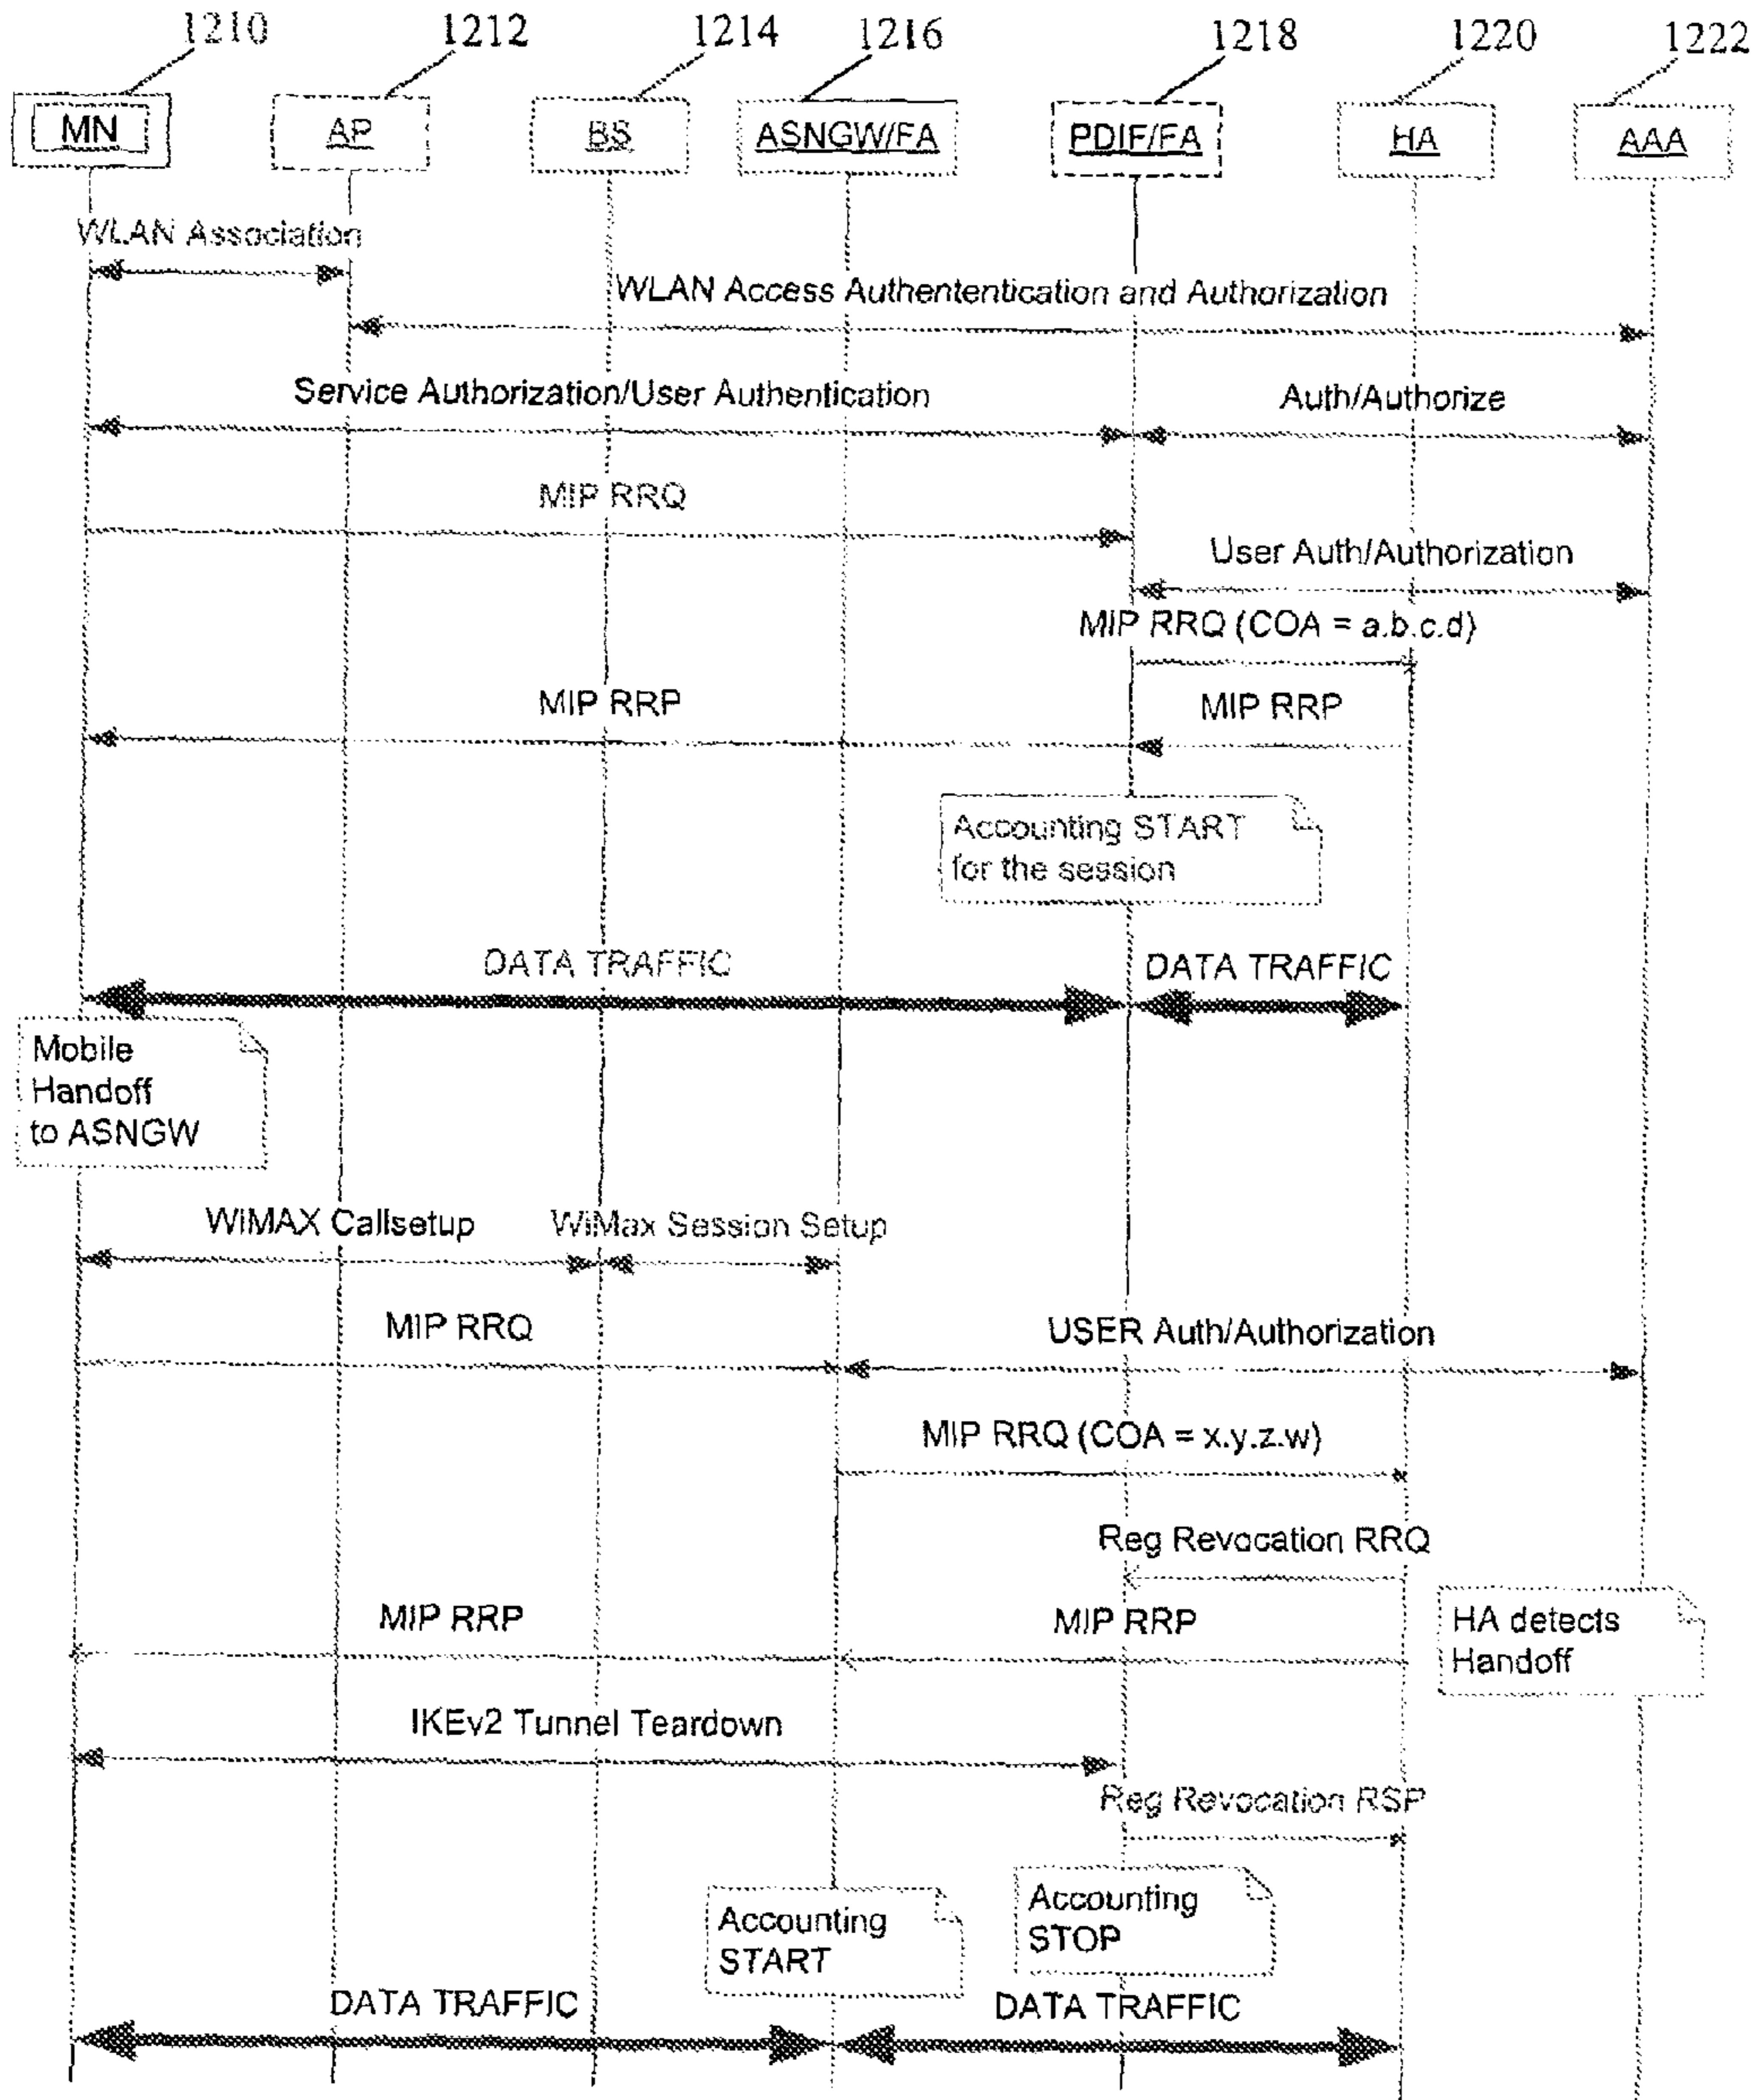 1210 1212 1214 1216 1218 1220 1222
MN AP BS ASNGW/FA PDIF/FA HA AAA
WLAN Association
WLAN Access Authententication and Authorization
Service Authorization/User Authentication Auth/Authorize
MIP RRQ
User Auth/Authorization
MIP RRQ (COA = a.b.c.d)
MIP RRP MIP RRP
Accounting START
for the session
DATA TRAFFIC DATA TRAFFIC
Mobile
Handoff
to ASNGW
WiMAX Callsetup WiMax Session Setup
MIP RRQ USER Auth/Authorization
MIP RRQ (COA = x.y.z.w)
Reg Revocation RRQ
MIP RRP MIP RRP
HA detects
Handoff
IKEv2 Tunnel Teardown
Reg Revocation RSP
Accounting
START
Accounting
STOP
DATA TRAFFIC DATA TRAFFIC